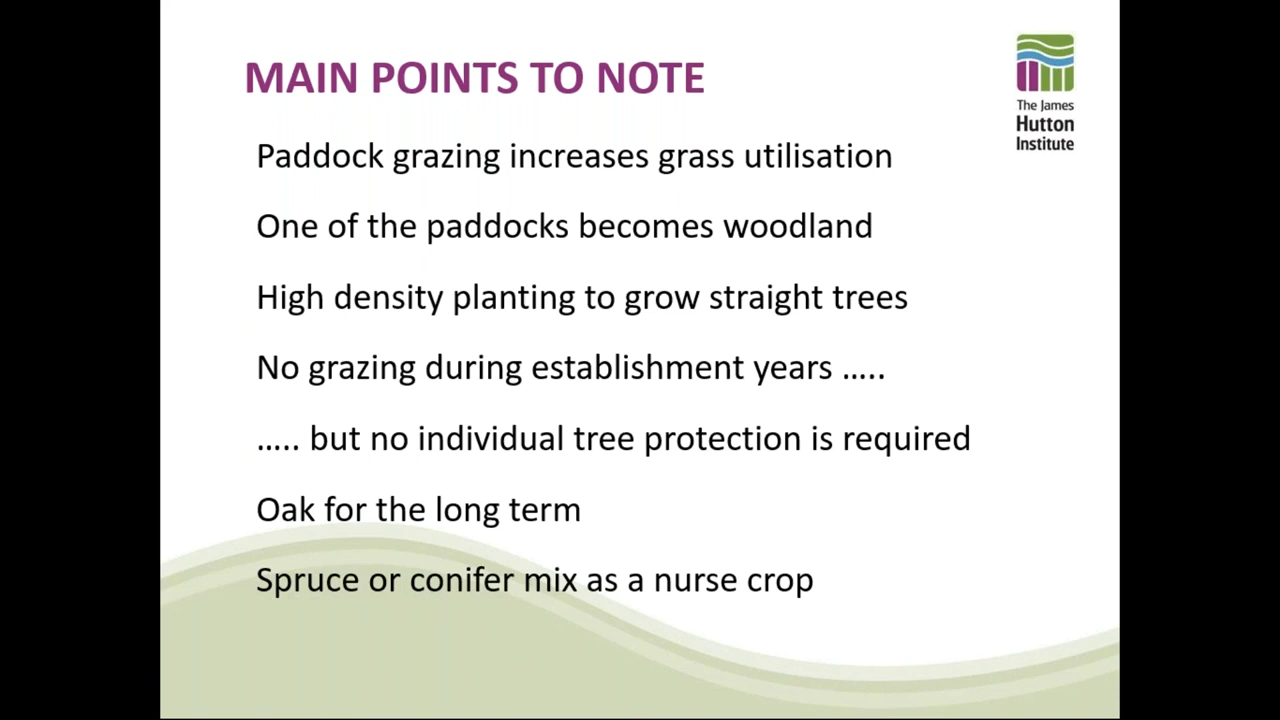 MAIN POINTS TO NOTE
The James
Hutton
Institute
Paddock grazing increases grass utilisation
One of the paddocks becomes woodland
High density planting to grow straight trees
No grazing during establishment years …..
….. but no individual tree protection is required
Oak for the long term
Spruce or conifer mix as a nurse crop